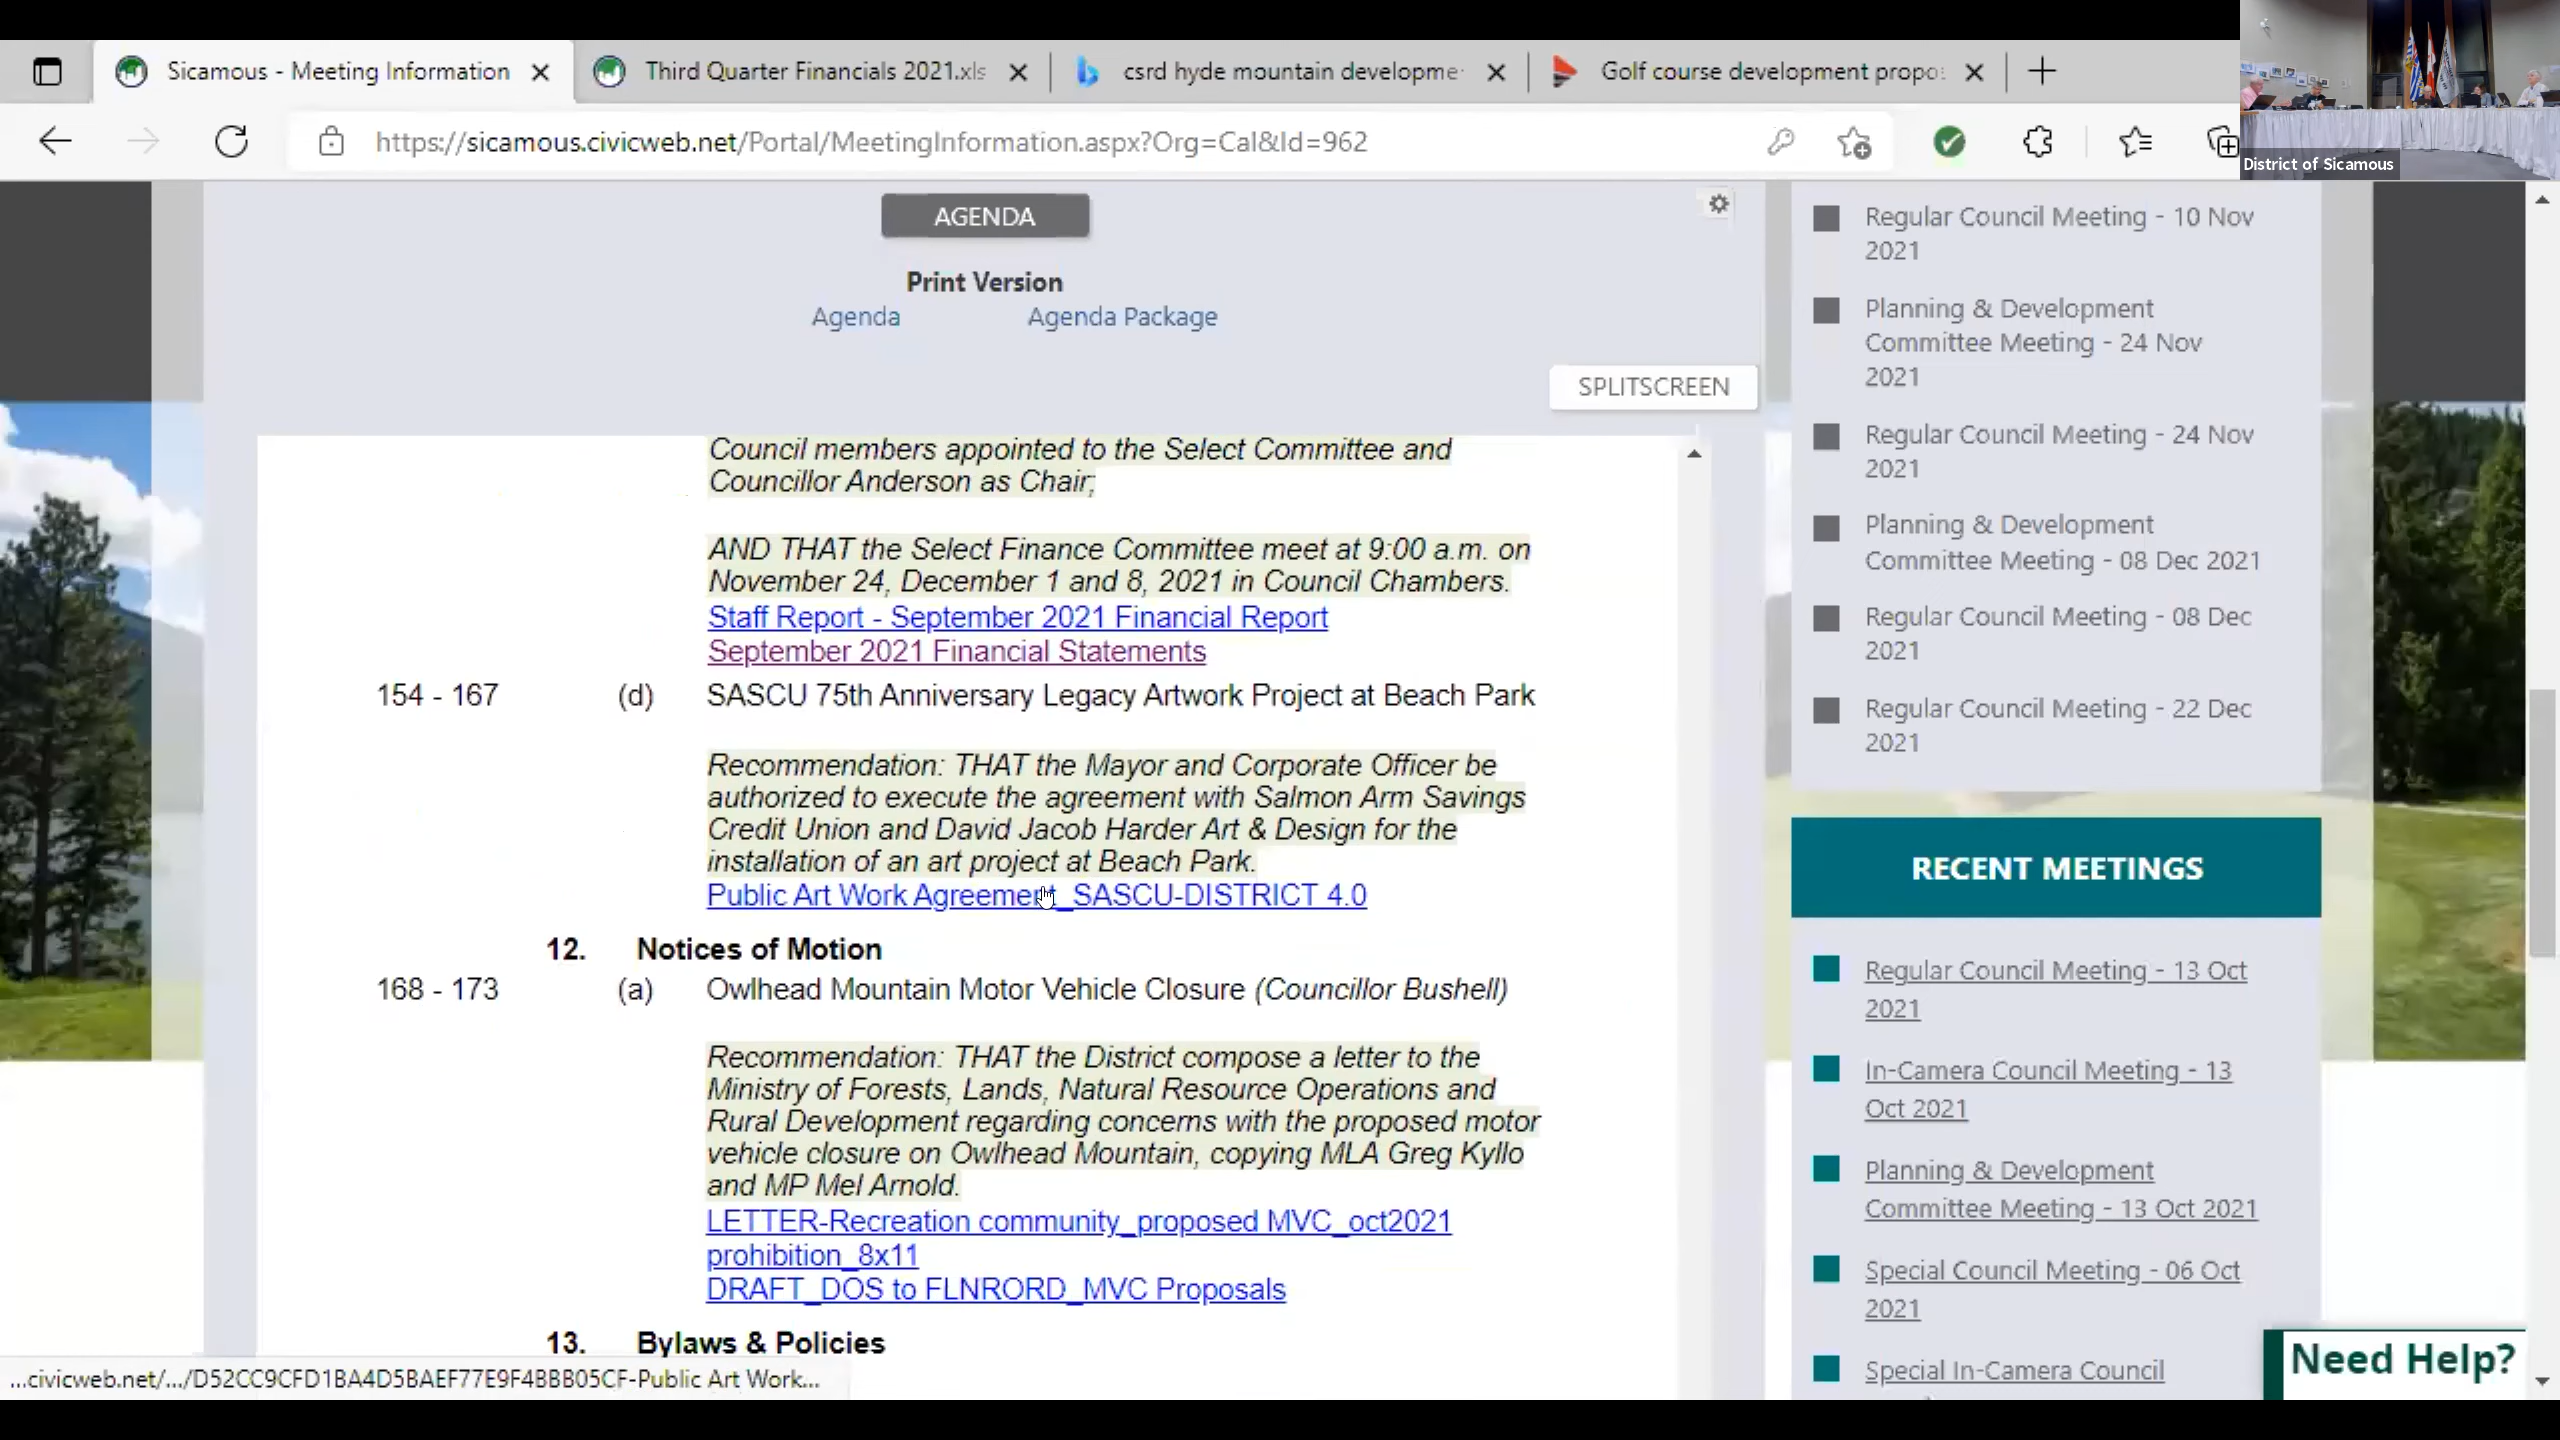 Sicamous - Meeting Information
Third Quarter Financials 2021.xls
csrd hyde mountain developme
Golf course development propo
https://sicamous.civicweb.net/Portal/MeetingInformation.aspx?Org=Cal&Id=962
District of Sicamous
AGENDA
Print Version
Agenda Agenda Package
SPLITSCREEN
Council members appointed to the Select Committee and
Councillor Anderson as Chair;
AND THAT the Select Finance Committee meet at 9:00 a.m. on
November 24, December 1 and 8, 2021 in Council Chambers.
Staff Report - September 2021 Financial Report
September 2021 Financial Statements
154 - 167 (d) SASCU 75th Anniversary Legacy Artwork Project at Beach Park
Recommendation: THAT the Mayor and Corporate Officer be
authorized to execute the agreement with Salmon Arm Savings
Credit Union and David Jacob Harder Art & Design for the
installation of an art project at Beach Park.
Public Art Work Agreement_SASCU-DISTRICT 4.0
12. Notices of Motion
168 - 173 (a) Owlhead Mountain Motor Vehicle Closure (Councillor Bushell)
Recommendation: THAT the District compose a letter to the
Ministry of Forests, Lands, Natural Resource Operations and
Rural Development regarding concerns with the proposed motor
vehicle closure on Owlhead Mountain, copying MLA Greg Kyllo
and MP Mel Arnold.
LETTER-Recreation community_proposed MVC_oct2021
prohibition_8x11
DRAFT_DOS to FLNRORD_MVC Proposals
13. Bylaws & Policies
...civicweb.net/.../D52CC9CFD1BA4D5BAEF77E9F4BBB05CF-Public Art Work...
Regular Council Meeting - 10 Nov
2021
Planning & Development
Committee Meeting - 24 Nov
2021
Regular Council Meeting - 24 Nov
2021
Planning & Development
Committee Meeting - 08 Dec 2021
Regular Council Meeting - 08 Dec
2021
Regular Council Meeting - 22 Dec
2021
RECENT MEETINGS
Regular Council Meeting - 13 Oct
2021
In-Camera Council Meeting - 13
Oct 2021
Planning & Development
Committee Meeting - 13 Oct 2021
Special Council Meeting - 06 Oct
2021
Special In-Camera Council
Need Help?